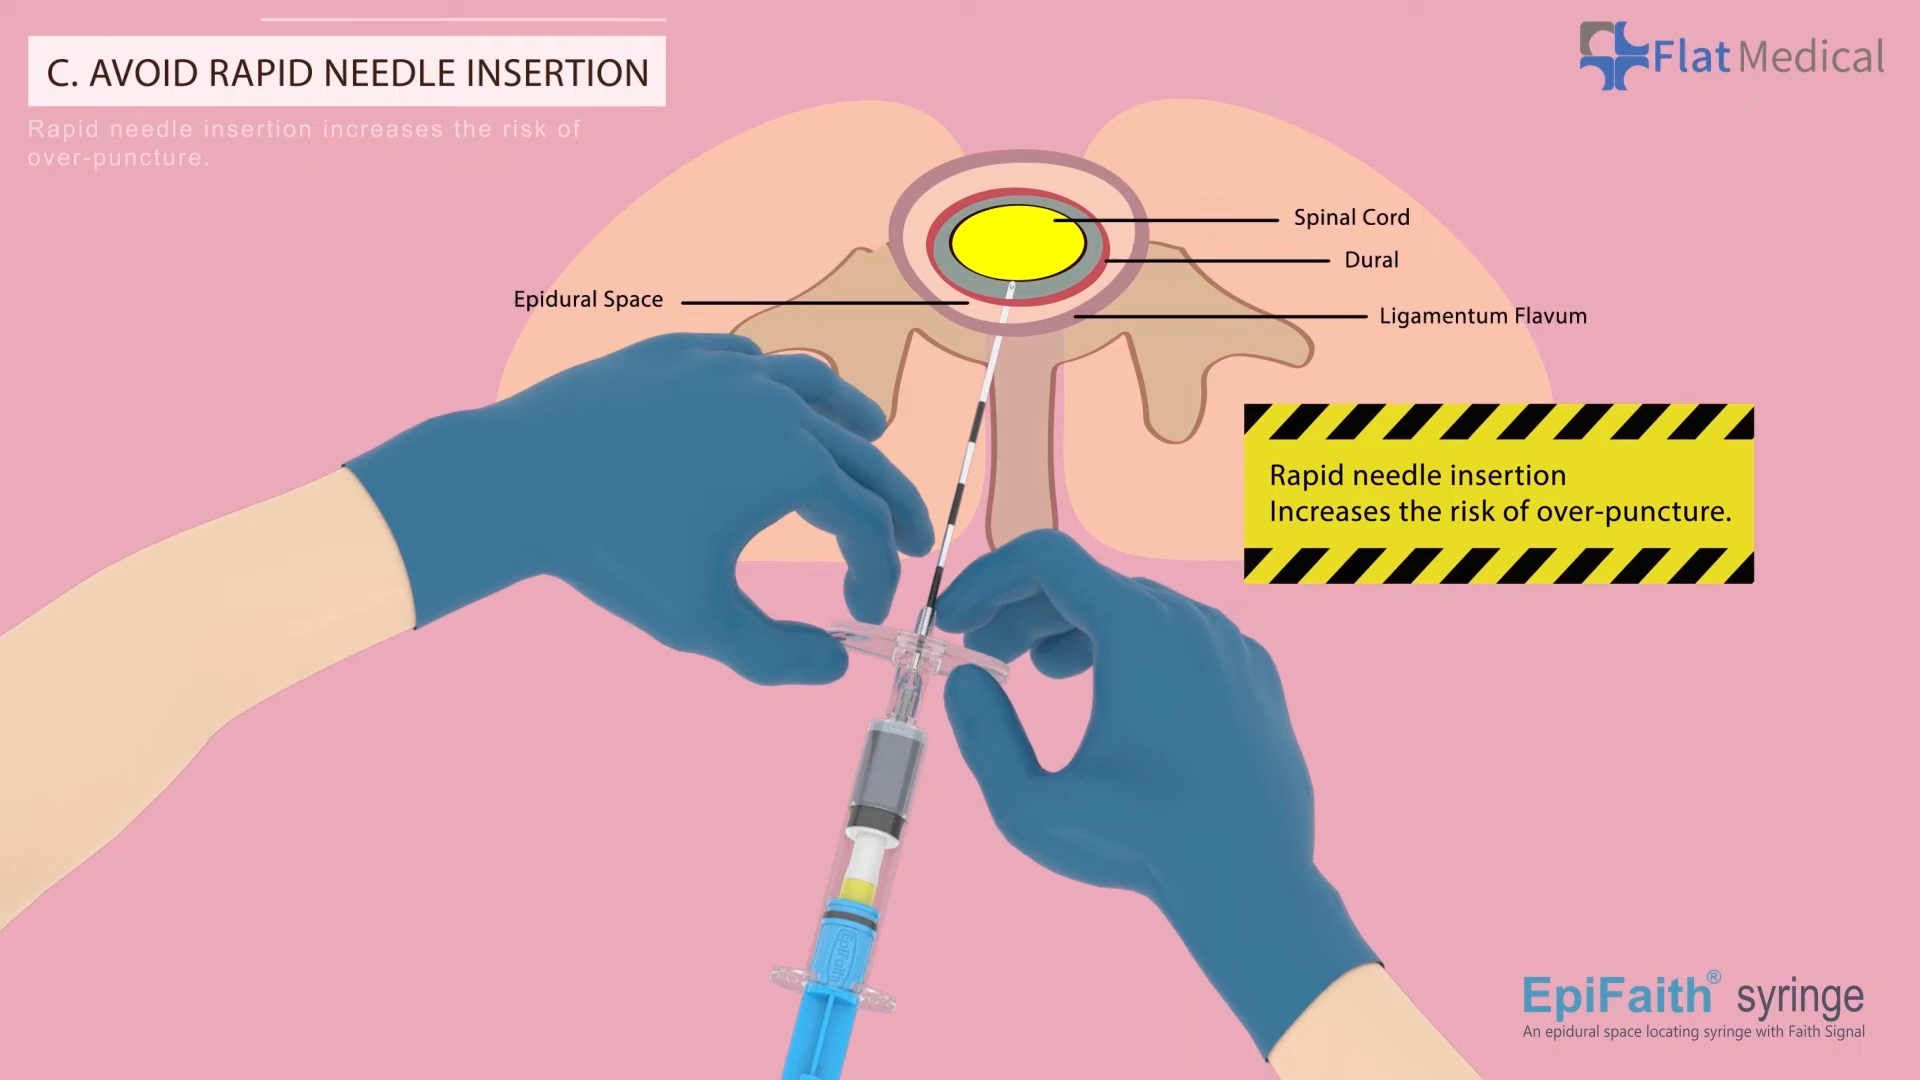 C. AVOID RAPID NEEDLE INSERTION
Rapid needle insertion increases the risk of
over-puncture.
Flat Medical
Spinal Cord
Dural
Epidural Space
Ligamentum Flavum
Rapid needle insertion
Increases the risk of over-puncture.
EpiFaith
EpiFaith® syringe
An epidural space locating syringe with Faith Signal